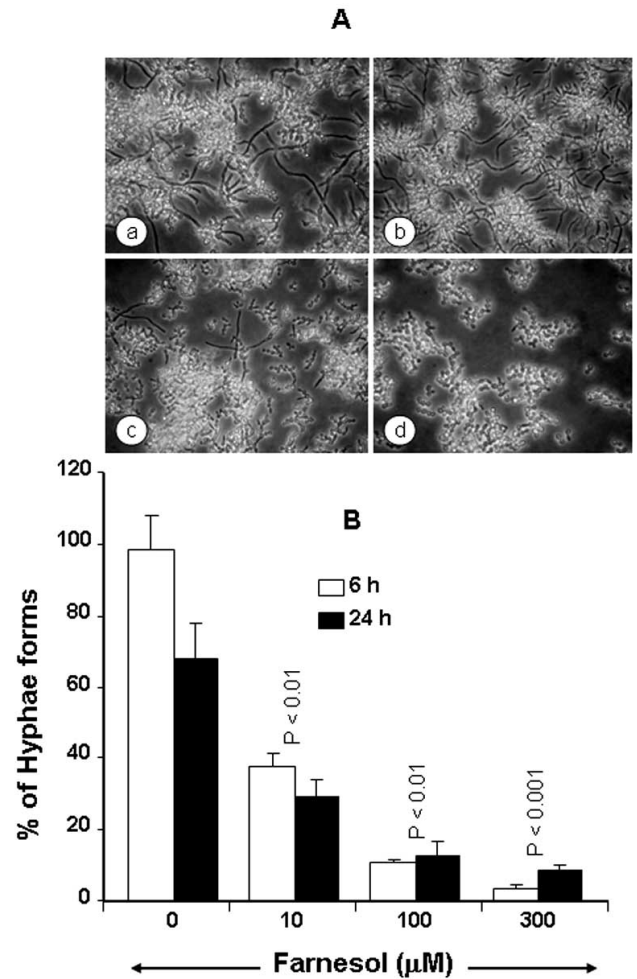 A
a
b
c
d
B
120
100
80
60
40
20
0
% of Hyphae forms
6 h
24 h
P < 0.01
P < 0.01
P < 0.001
0 10 100 300
Farnesol (µM)